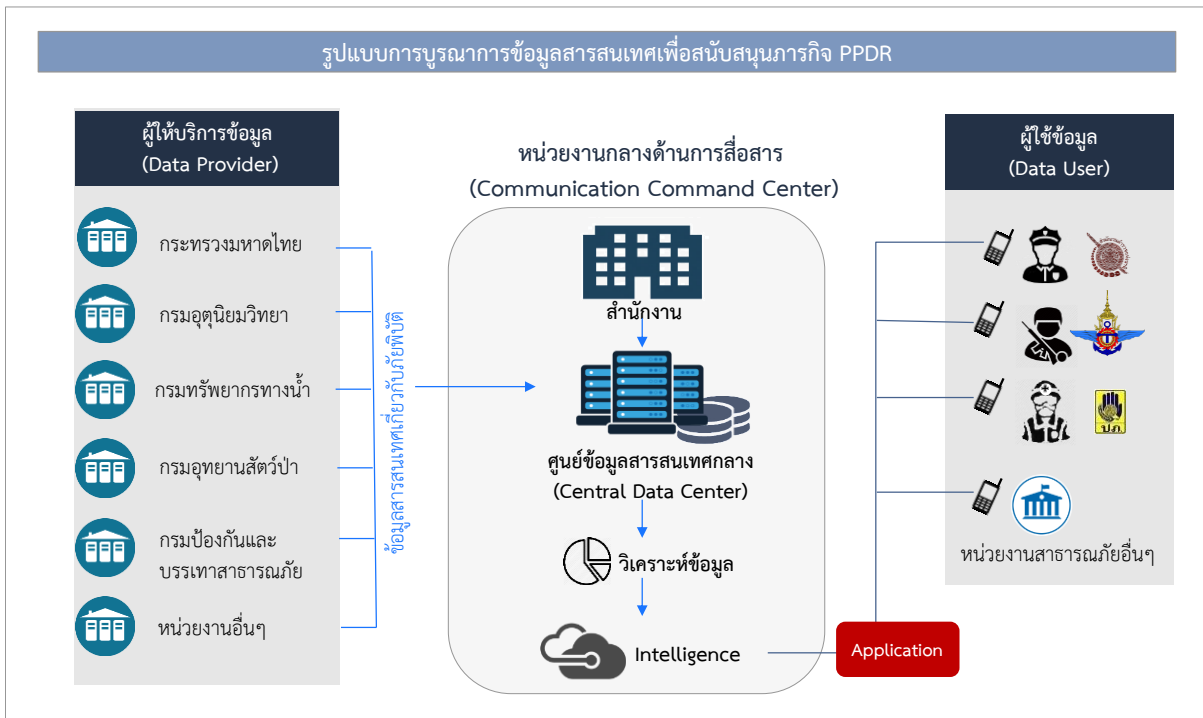 รูปแบบการบูรณาการข้อมูลสารสนเทศเพื่อสนับสนุนภารกิจ PPDR
ผู้ให้บริการข้อมูล
(Data Provider)
กระทรวงมหาดไทย
กรมอุตุนิยมวิทยา
กรมทรัพยากรทางน้ำ
กรมอุทยานสัตว์ป่า
กรมป้องกันและ
บรรเทาสาธารณภัย
หน่วยงานอื่นๆ
ข้อมูลสารสนเทศเกี่ยวกับภัยพิบัติ
หน่วยงานกลางด้านการสื่อสาร
(Communication Command Center)
สำนักงาน
ศูนย์ข้อมูลสารสนเทศกลาง
(Central Data Center)
วิเคราะห์ข้อมูล
Intelligence
Application
ผู้ใช้ข้อมูล
(Data User)
ปภ.
หน่วยงานสาธารณภัยอื่นๆ